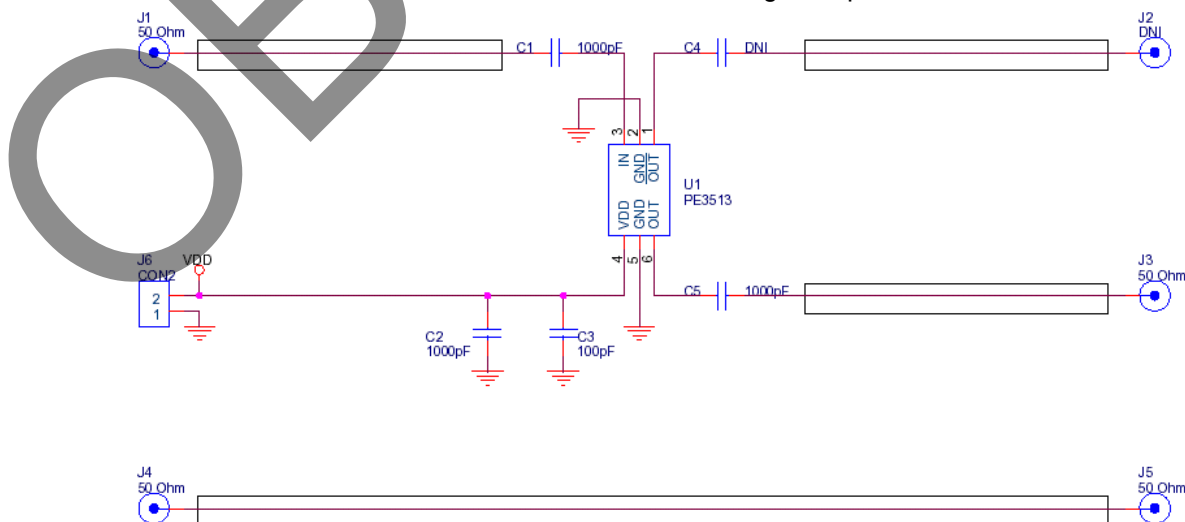 J1
50 Ohm
J2
DNI
C1
1000pF
C4
DNI
3
2
1
IN
GND
OUT
U1
PE3513
VDD
GND
OUT
4
5
6
J6
CON2
VDD
2
1
C5
1000pF
J3
50 Ohm
C2
1000pF
C3
100pF
J4
50 Ohm
J5
50 Ohm